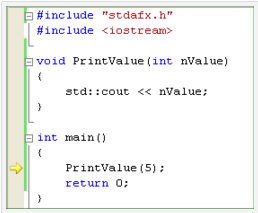 #include "stdafx.h"
#include <iostream>
void PrintValue(int nValue)
{
    std::cout << nValue;
}
int main()
{
    PrintValue(5);
    return 0;
}